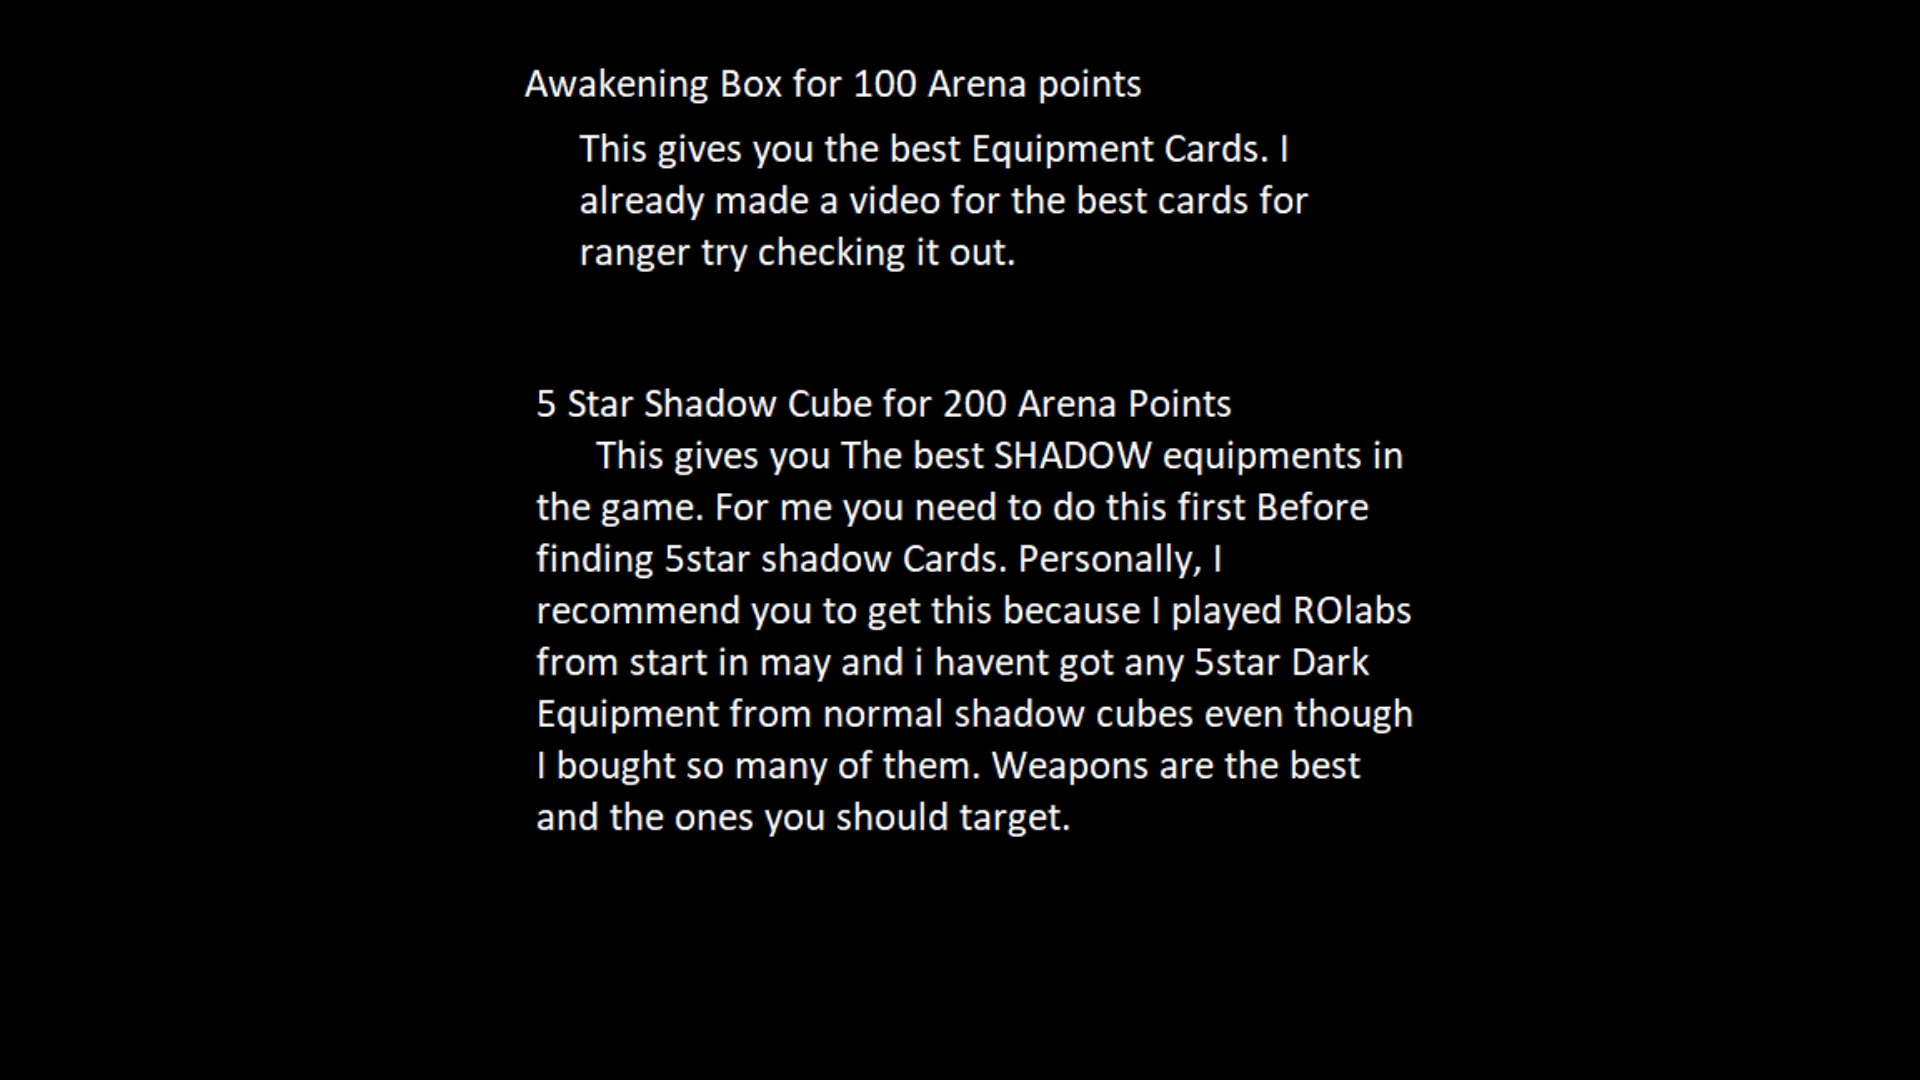 Awakening Box for 100 Arena points
This gives you the best Equipment Cards. I
already made a video for the best cards for
ranger try checking it out.
5 Star Shadow Cube for 200 Arena Points
This gives you The best SHADOW equipments in
the game. For me you need to do this first Before
finding 5star shadow Cards. Personally, I
recommend you to get this because I played ROlabs
from start in may and i havent got any 5star Dark
Equipment from normal shadow cubes even though
I bought so many of them. Weapons are the best
and the ones you should target.